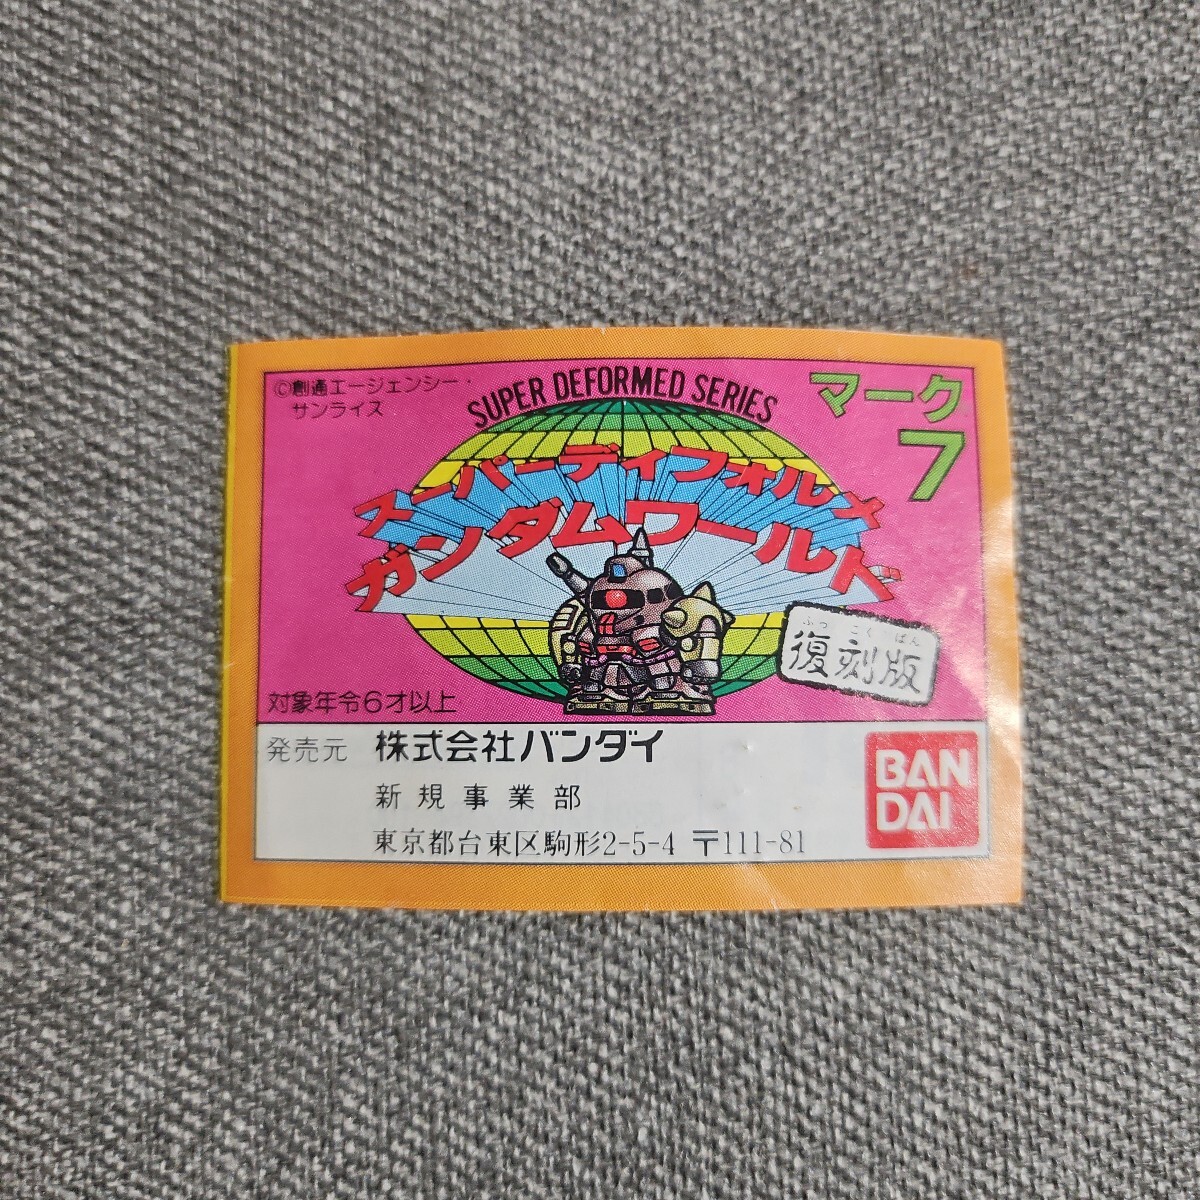 ©創通エージェンシー・
サンライズ
SUPER DEFORMED SERIES
マーク
7
スーパーディフォルメ
ガンダムワールド
ふっ こく ばん
復刻版
対象年令6才以上
発売元 株式会社バンダイ
新規事業部
東京都台東区駒形2-5-4 〒111-81
BAN
DAI